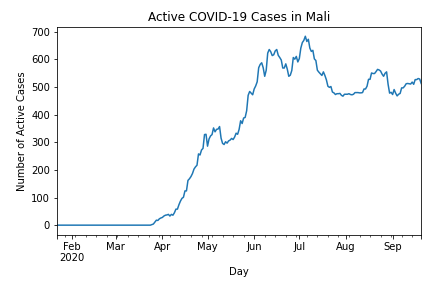 Active COVID-19 Cases in Mali
Number of Active Cases
700
600
500
400
300
200
100
0
Feb Mar Apr May Jun Jul Aug Sep
2020
Day